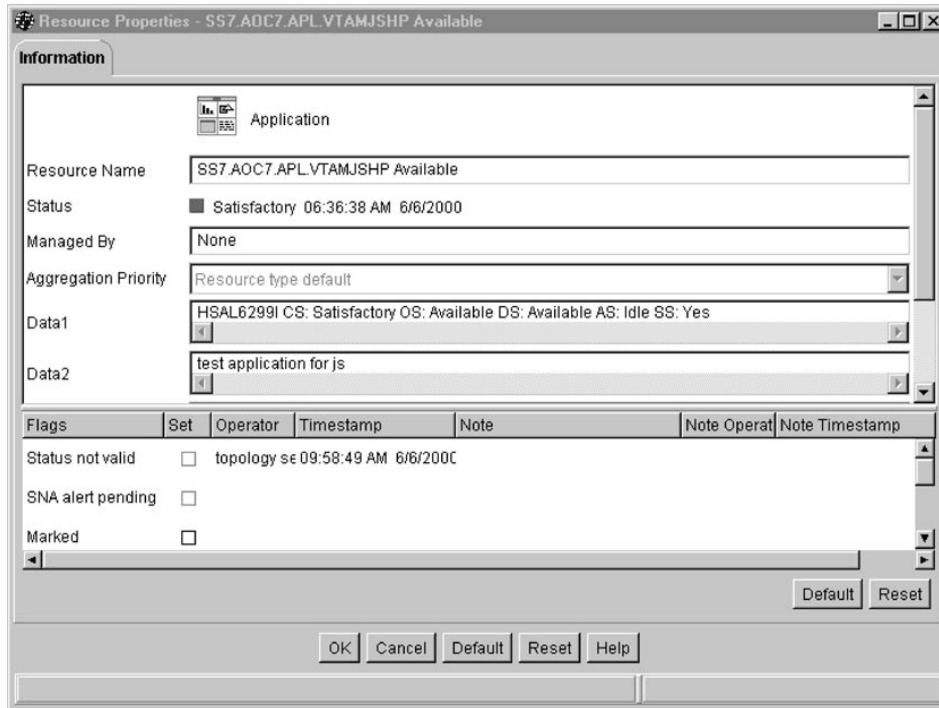 Resource Properties - SS7.AOC7.APL.VTAMJSHP Available
Information
Application
Resource Name SS7.AOC7.APL.VTAMJSHP Available
Status Satisfactory 06:36:38 AM 6/6/2000
Managed By None
Aggregation Priority Resource type default
Data1 HSAL6299I CS: Satisfactory OS: Available DS: Available AS: Idle SS: Yes
Data2 test application for js
Flags Set Operator Timestamp Note Note Operat Note Timestamp
Status not valid topology se 09:58:49 AM 6/6/200
SNA alert pending
Marked
Default Reset
OK Cancel Default Reset Help